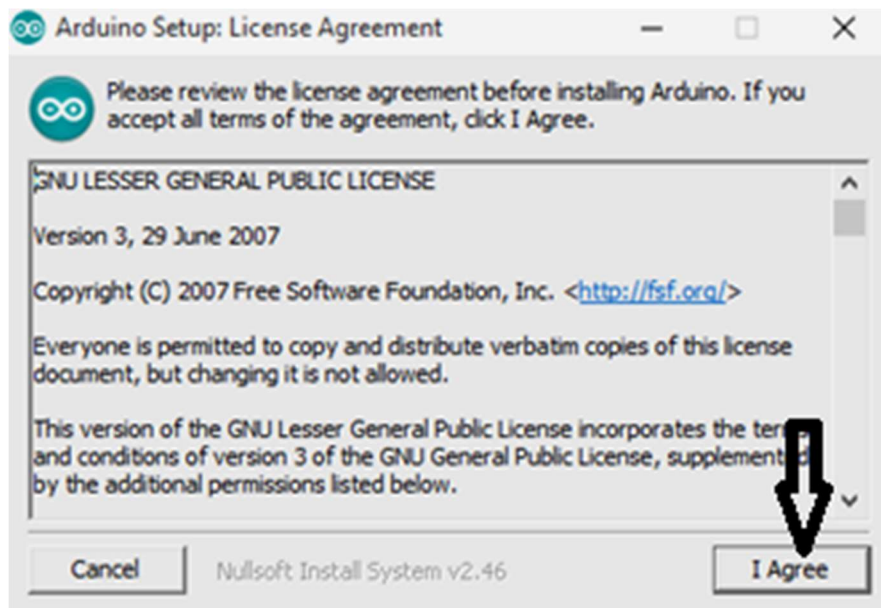 Arduino Setup: License Agreement
Please review the license agreement before installing Arduino. If you
accept all terms of the agreement, click I Agree.
GNU LESSER GENERAL PUBLIC LICENSE
Version 3, 29 June 2007
Copyright (C) 2007 Free Software Foundation, Inc. <http://fsf.org/>
Everyone is permitted to copy and distribute verbatim copies of this license
document, but changing it is not allowed.
This version of the GNU Lesser General Public License incorporates the terms
and conditions of version 3 of the GNU General Public License, supplemented
by the additional permissions listed below.
Cancel
Nullsoft Install System v2.46
I Agree